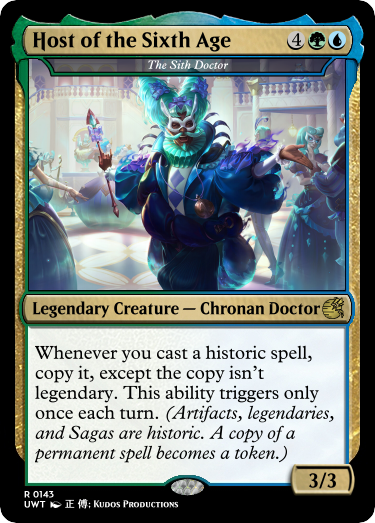 Host of the Sixth Age 4
The Sith Doctor
Legendary Creature — Chronan Doctor
Whenever you cast a historic spell,
copy it, except the copy isn't
legendary. This ability triggers only
once each turn. (Artifacts, legendaries,
and Sagas are historic. A copy of a
permanent spell becomes a token.)
3/3
R 0143
UWT 正 傅; Kudos Productions